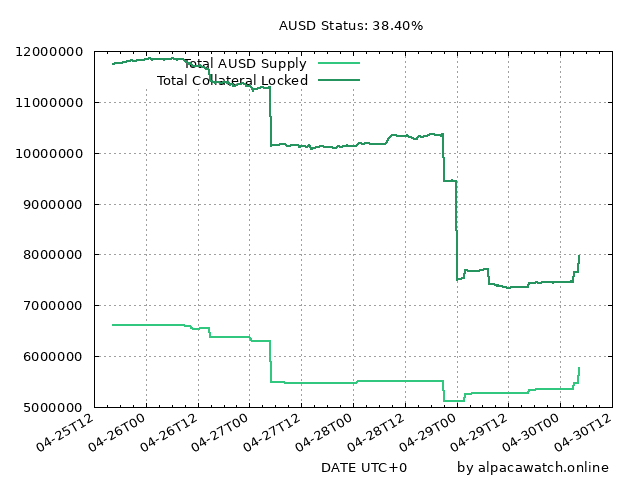 AUSD Status: 38.40%
12000000
Total AUSD Supply
Total Collateral Locked
11000000
10000000
9000000
8000000
7000000
6000000
5000000
04-25T12 04-26T00 04-26T12 04-27T00 04-27T12 04-28T00 04-28T12 04-29T00 04-29T12 04-30T00 04-30T12
DATE UTC+0 by alpacawatch.online